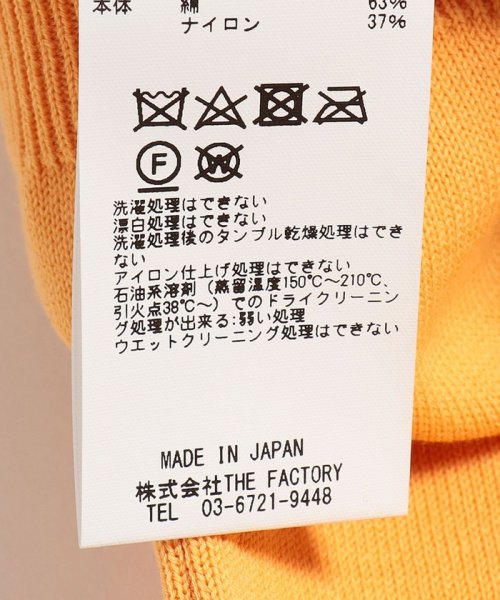 本体 綿 63%
ナイロン 37%
F
W
洗濯処理はできない
漂白処理はできない
洗濯処理後のタンブル乾燥処理はでき
ない
アイロン仕上げ処理はできない
石油系溶剤（蒸留温度150℃～210℃、
引火点38℃～）でのドライクリーニン
グ処理が出来る:弱い処理
ウエットクリーニング処理はできない
MADE IN JAPAN
株式会社THE FACTORY
TEL 03-6721-9448